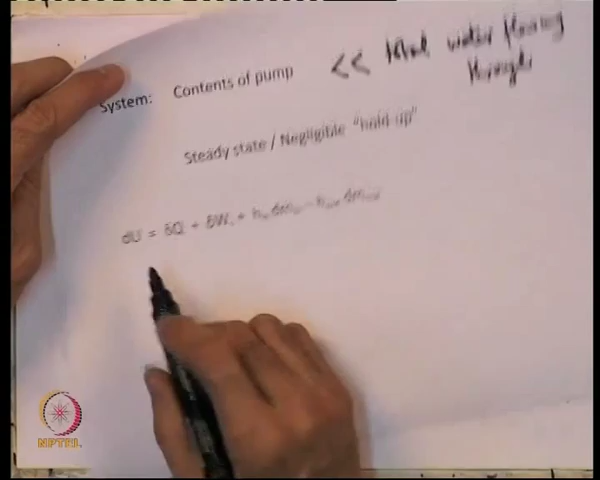 << total water flowing
through
System: Contents of pump
Steady state / Negligible "hold up"
dU = δQ + δWs + hin dmin - hout dmout
NPTEL